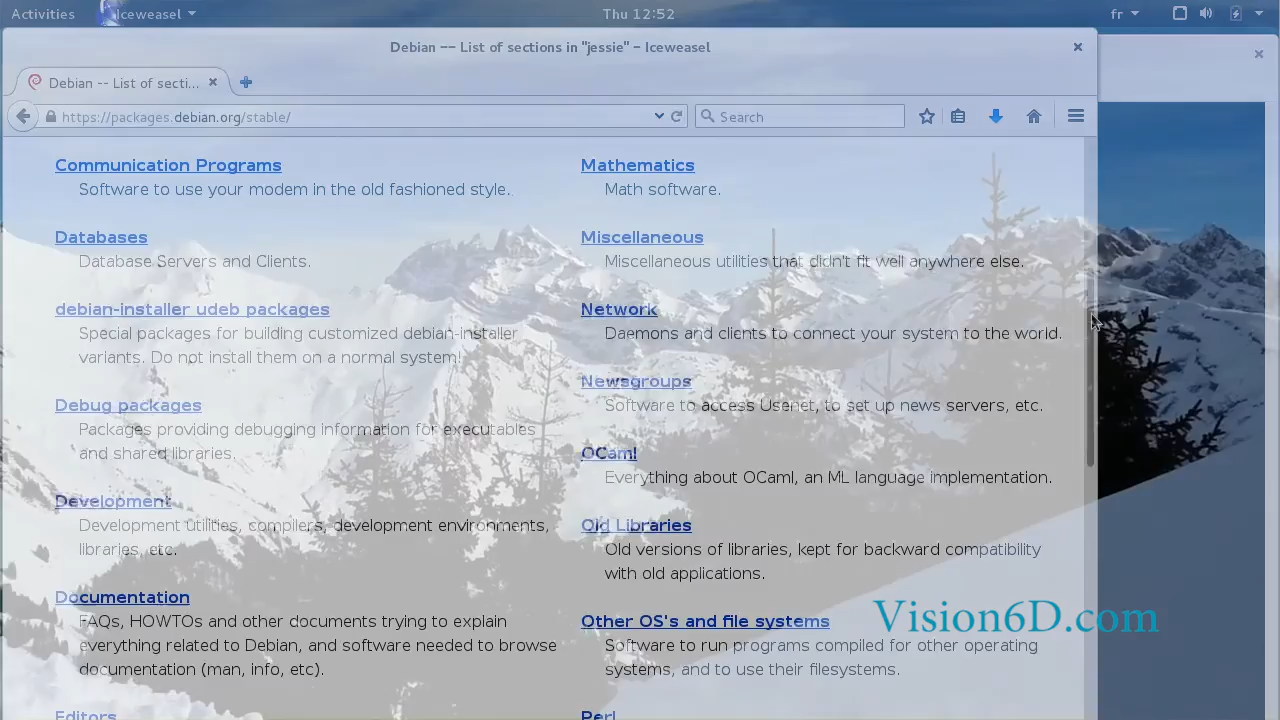 Activities
Iceweasel
Thu 12:52
fr
Debian -- List of sections in "jessie" - Iceweasel
Debian -- List of secti...
https://packages.debian.org/stable/
Search
Communication Programs
Software to use your modem in the old fashioned style.
Databases
Database Servers and Clients.
debian-installer udeb packages
Special packages for building customized debian-installer
variants. Do not install them on a normal system!
Debug packages
Packages providing debugging information for executables
and shared libraries.
Development
Development utilities, compilers, development environments,
libraries, etc.
Documentation
FAQs, HOWTOs and other documents trying to explain
everything related to Debian, and software needed to browse
documentation (man, info, etc).
Editors
Mathematics
Math software.
Miscellaneous
Miscellaneous utilities that didn't fit well anywhere else.
Network
Daemons and clients to connect your system to the world.
Newsgroups
Software to access Usenet, to set up news servers, etc.
OCaml
Everything about OCaml, an ML language implementation.
Old Libraries
Old versions of libraries, kept for backward compatibility
with old applications.
Other OS's and file systems
Software to run programs compiled for other operating
systems, and to use their filesystems.
Perl
Vision6D.com